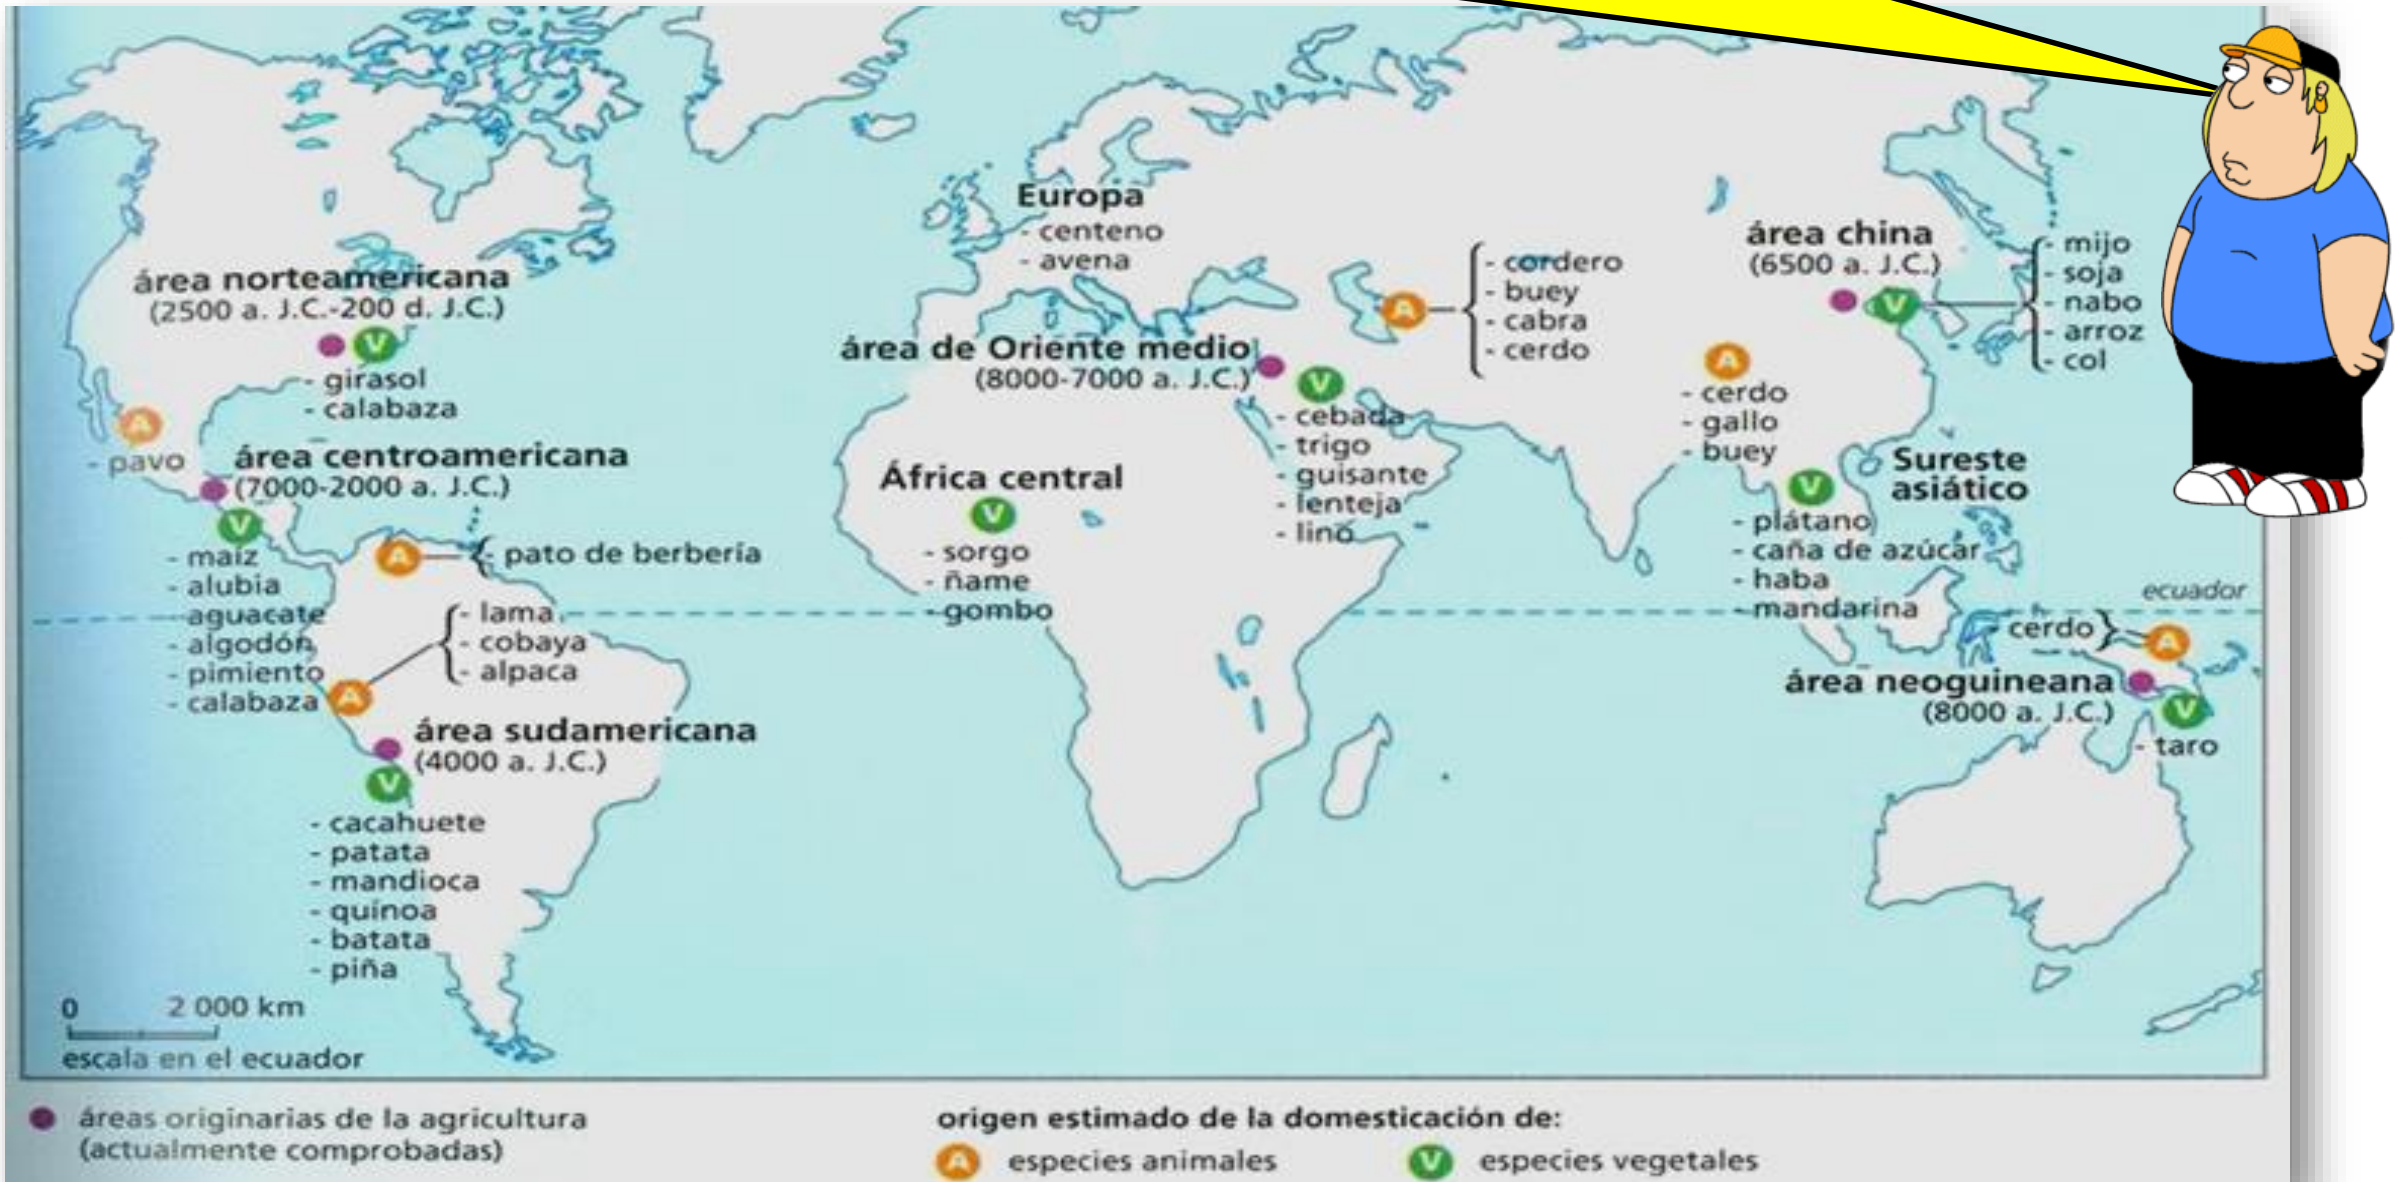 Europa
- centeno
- avena
área norteamericana
(2500 a. J.C.-200 d. J.C.)
V
- girasol
- calabaza
A
- pavo
área centroamericana
(7000-2000 a. J.C.)
V
- maíz
- alubia
- aguacate
- algodón
- pimiento
- calabaza
A
- pato de berbería
A
- lama
- cobaya
- alpaca
área sudamericana
(4000 a. J.C.)
V
- cacahuete
- patata
- mandioca
- quínoa
- batata
- piña
área de Oriente medio
(8000-7000 a. J.C.)
V
- cebada
- trigo
- guisante
- lenteja
- lino
A
- cordero
- buey
- cabra
- cerdo
África central
V
- sorgo
- ñame
- gombo
área china
(6500 a. J.C.)
V
- mijo
- soja
- nabo
- arroz
- col
A
- cerdo
- gallo
- buey
Sureste
asiático
V
- plátano
- caña de azúcar
- haba
- mandarina
ecuador
cerdo
A
área neoguineana
(8000 a. J.C.)
V
- taro
0 2 000 km
escala en el ecuador
áreas originarias de la agricultura
(actualmente comprobadas)
origen estimado de la domesticación de:
A especies animales
V especies vegetales